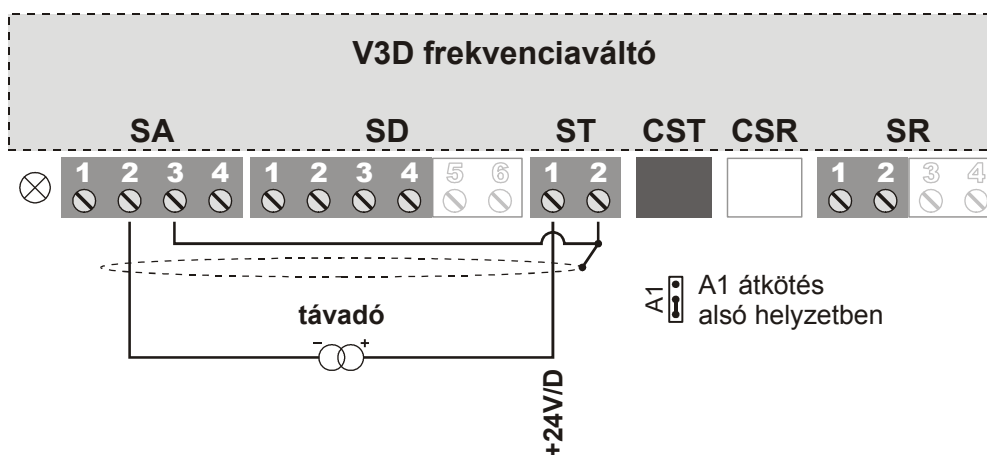 V3D frekvenciaváltó
SA SD ST CST CSR SR
1 2 3 4 1 2 3 4 5 6 1 2 1 2 3 4
A1 A1 átkötés
alsó helyzetben
távadó
- +
+24V/D